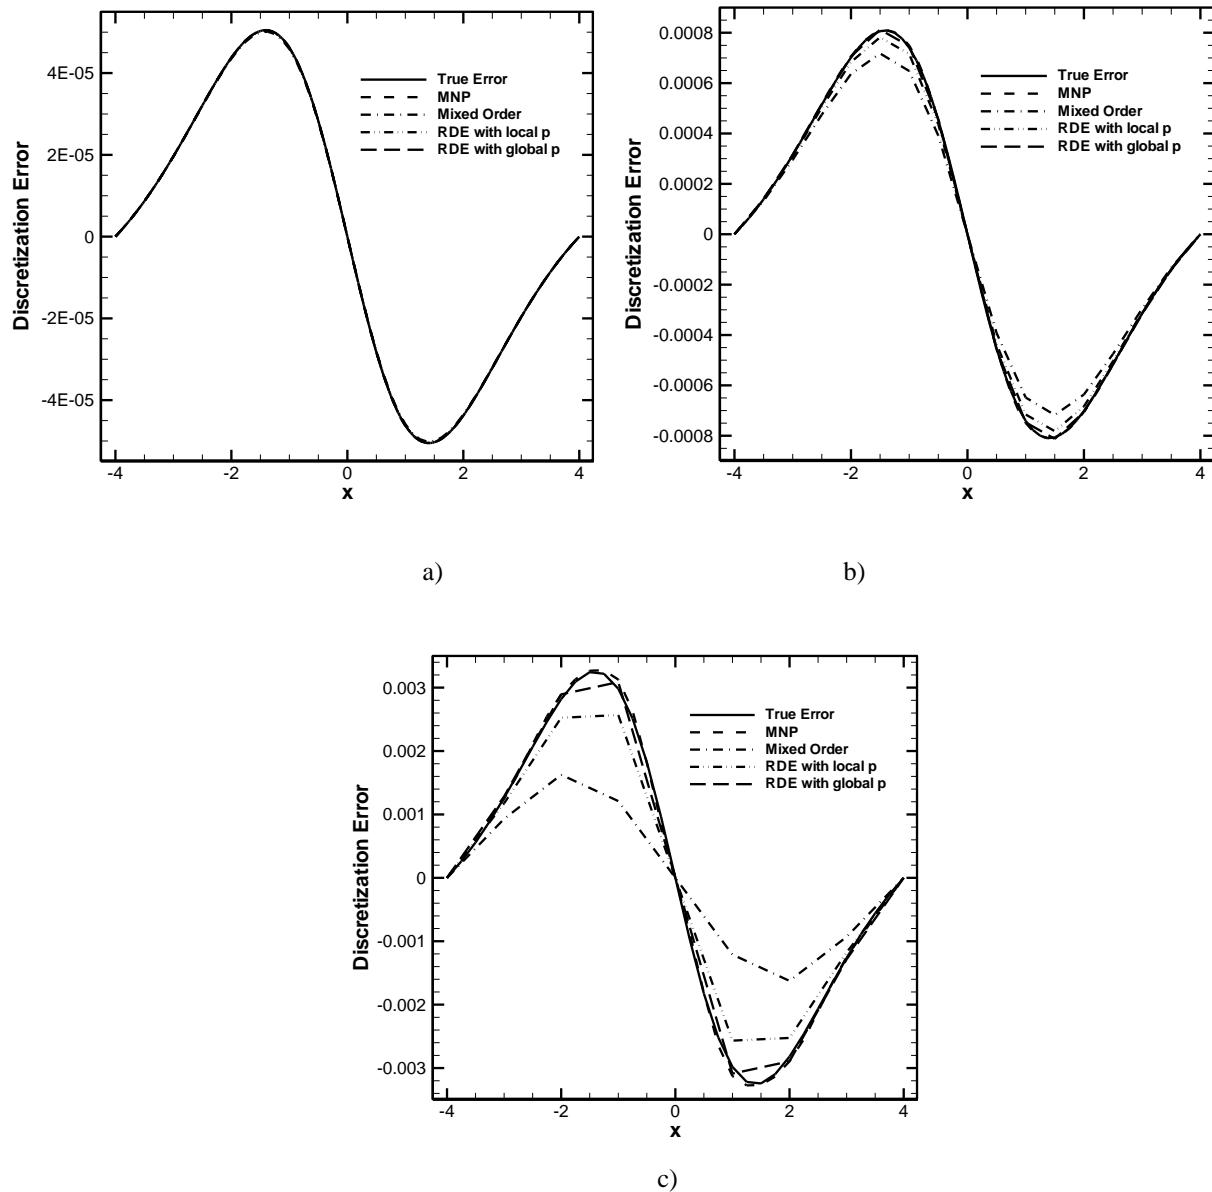 Discretization Error
4E-05
2E-05
0
-2E-05
-4E-05
-4
-2
0
2
4
x
True Error
MNP
Mixed Order
RDE with local p
RDE with global p
a)
Discretization Error
0.0008
0.0006
0.0004
0.0002
0
-0.0002
-0.0004
-0.0006
-0.0008
-4
-2
0
2
4
x
True Error
MNP
Mixed Order
RDE with local p
RDE with global p
b)
Discretization Error
0.003
0.002
0.001
0
-0.001
-0.002
-0.003
-4
-2
0
2
4
x
True Error
MNP
Mixed Order
RDE with local p
RDE with global p
c)